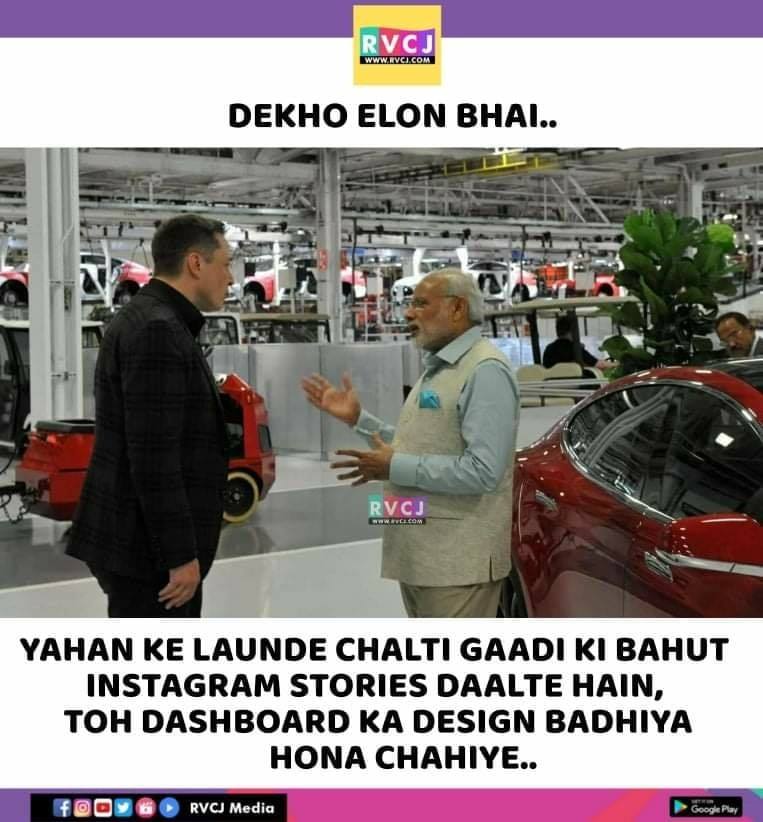 RVCJ
WWW.RVCJ.COM
DEKHO ELON BHAI..
RVCJ
WWW.RVCJ.COM
YAHAN KE LAUNDE CHALTI GAADI KI BAHUT
INSTAGRAM STORIES DAALTE HAIN,
TOH DASHBOARD KA DESIGN BADHIYA
HONA CHAHIYE..
RVCJ Media
GET IT ON
Google Play